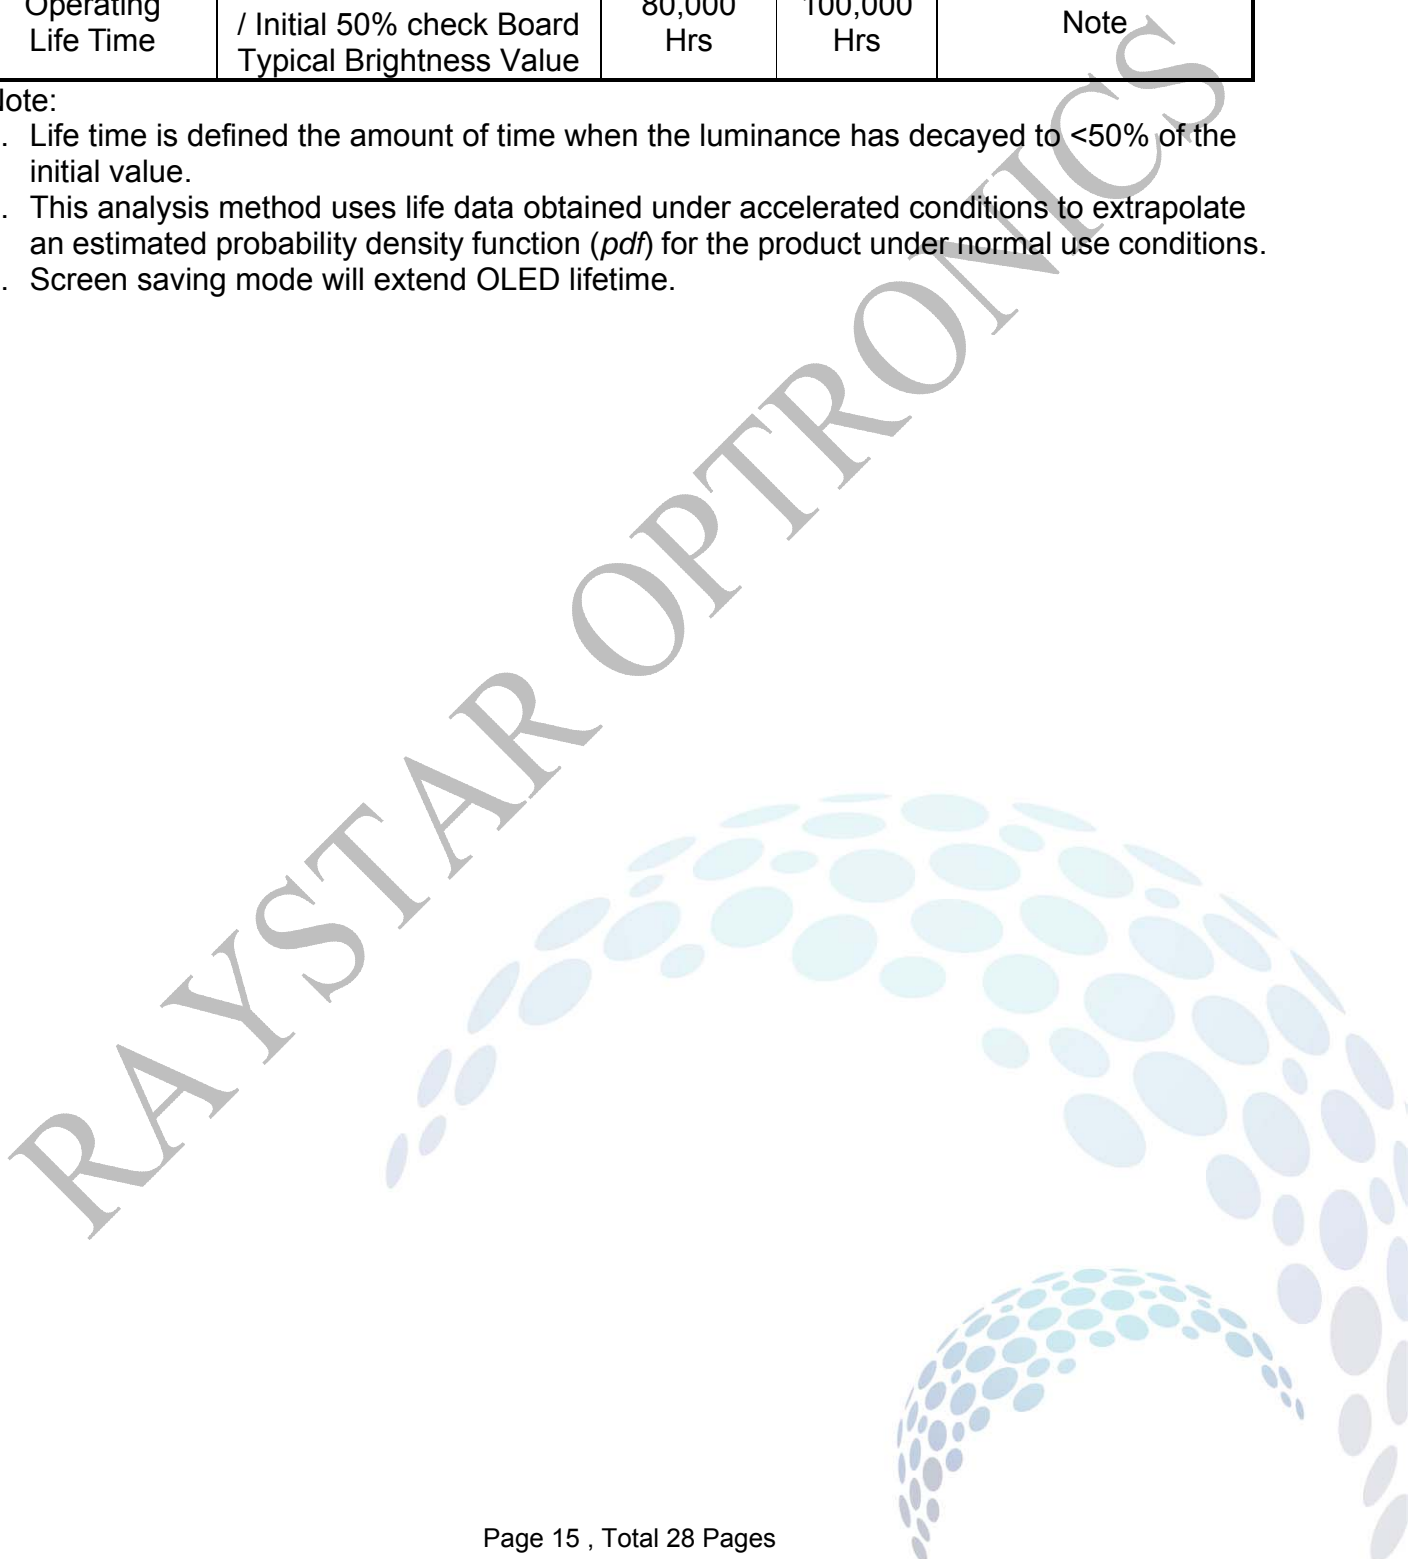 Operating
Life Time
/ Initial 50% check Board
Typical Brightness Value
80,000
Hrs
100,000
Hrs
Note
Note:
. Life time is defined the amount of time when the luminance has decayed to <50% of the
initial value.
. This analysis method uses life data obtained under accelerated conditions to extrapolate
an estimated probability density function (pdf) for the product under normal use conditions.
. Screen saving mode will extend OLED lifetime.
RAYSTAR OPTRONICS
Page 15 , Total 28 Pages